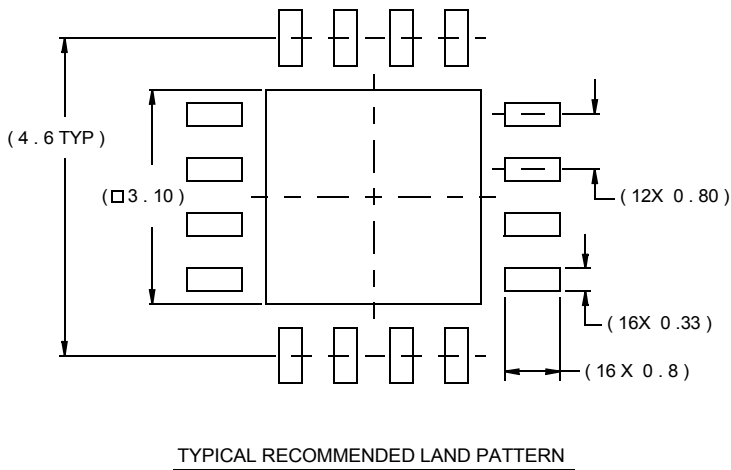 ( 4 . 6 TYP )
( □ 3 . 10 )
( 12X 0 . 80 )
( 16X 0 .33 )
( 16 X 0 . 8 )
TYPICAL RECOMMENDED LAND PATTERN